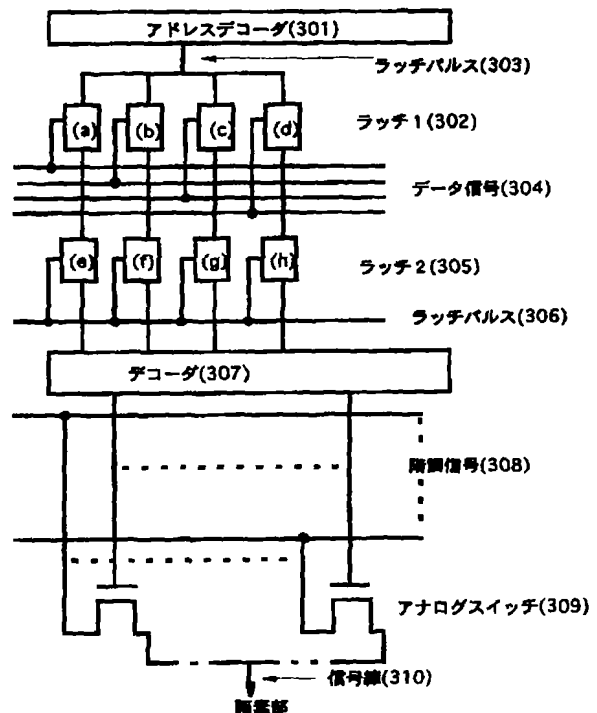 アドレスデコーダ(301)
ラッチパルス(303)
(a) (b) (c) (d)
ラッチ1(302)
データ信号(304)
(e) (f) (g) (h)
ラッチ2(305)
ラッチパルス(306)
デコーダ(307)
階調信号(308)
アナログスイッチ(309)
信号線(310)
画素部